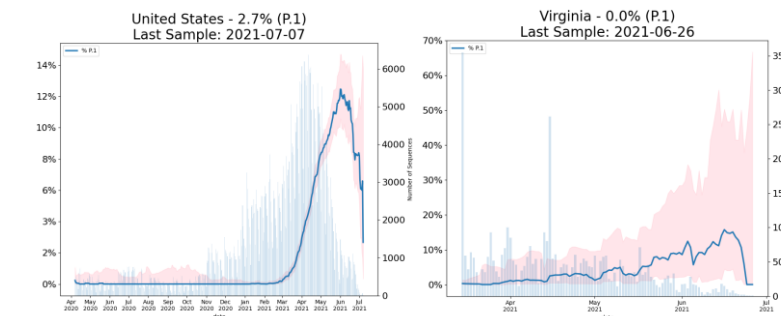 United States - 2.7% (P.1)
Last Sample: 2021-07-07
% P.1
14%
12%
10%
8%
6%
4%
2%
0%
6000
5000
4000
3000
2000
1000
0
Number of Sequences
Apr May Jun Jul Aug Sep Oct Nov Dec Jan Feb Mar Apr May Jun Jul
2020 2020 2020 2020 2020 2020 2020 2020 2020 2021 2021 2021 2021 2021 2021 2021
Virginia - 0.0% (P.1)
Last Sample: 2021-06-26
% P.1
70%
60%
50%
40%
30%
20%
10%
0%
50
0
Apr May Jun Jul
2021 2021 2021 2021